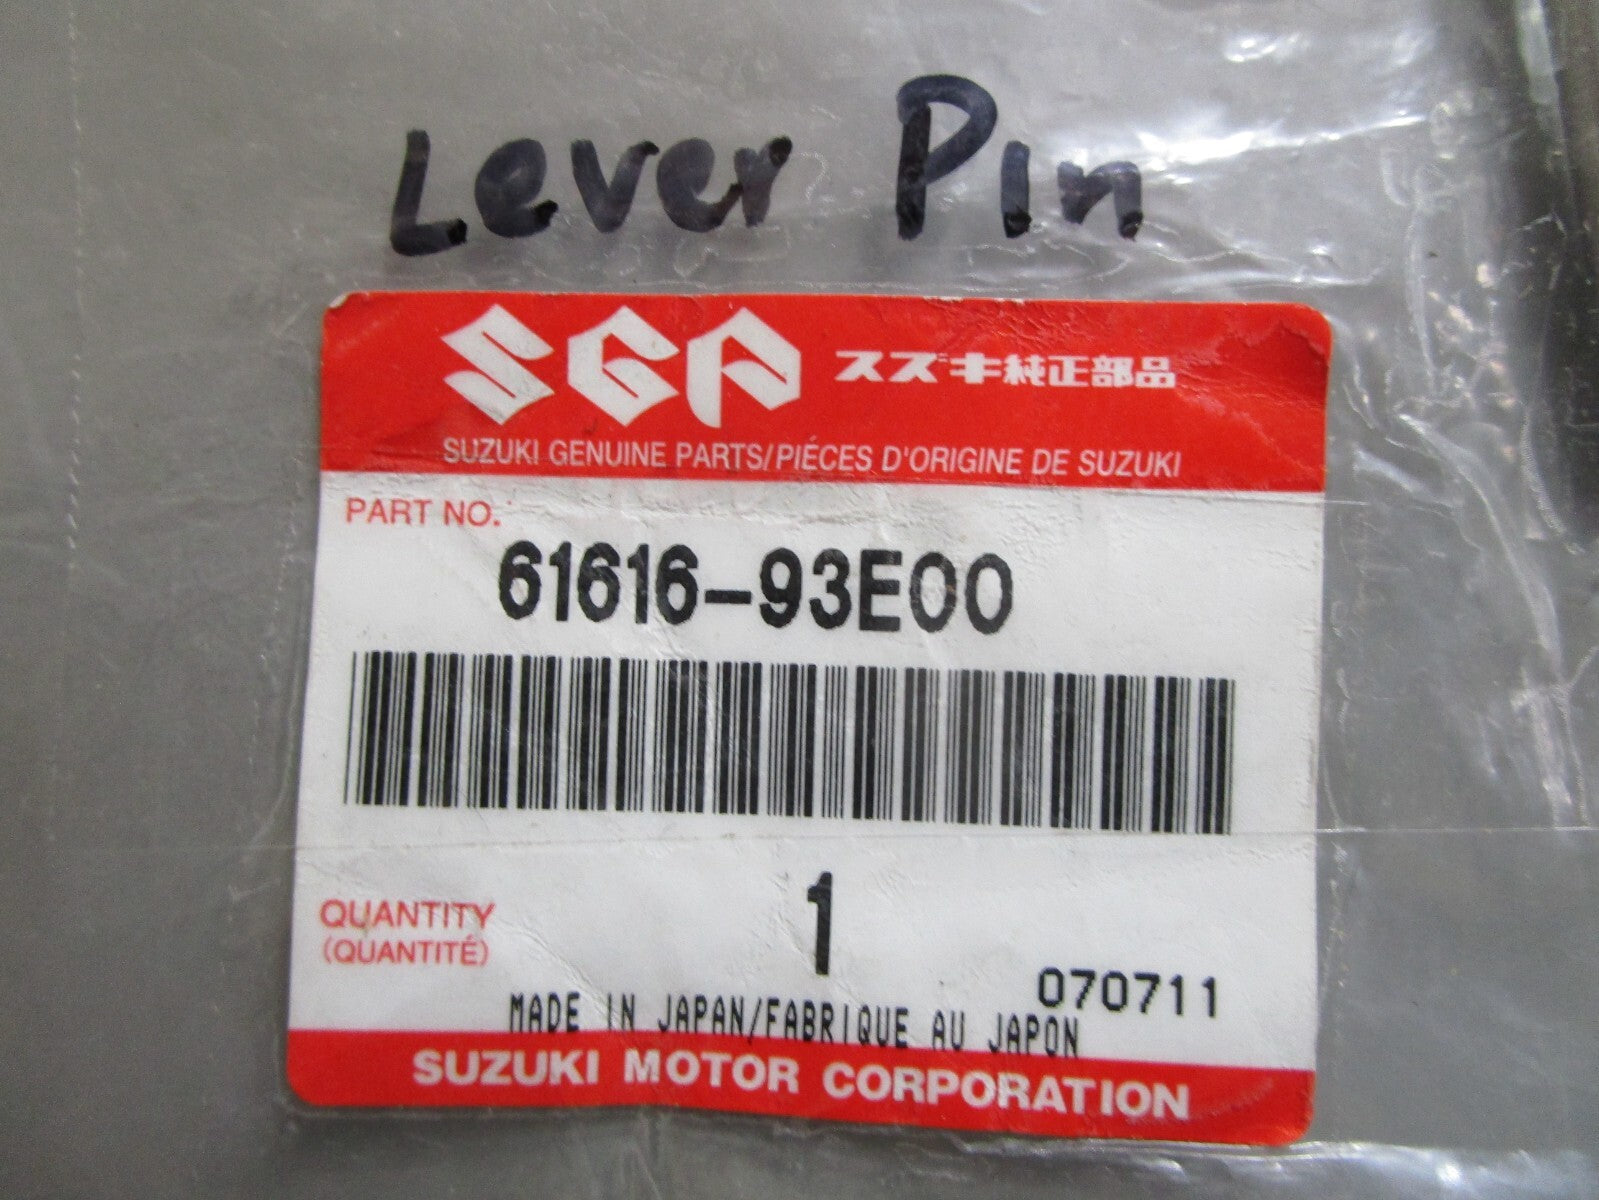 Lever Pin
SGP スズキ純正部品
SUZUKI GENUINE PARTS/PIÉCES D'ORIGINE DE SUZUKI
PART NO.
61616-93E00
QUANTITY 1
(QUANTITÉ)
070711
MADE IN JAPAN/FABRIQUE AU JAPON
SUZUKI MOTOR CORPORATION